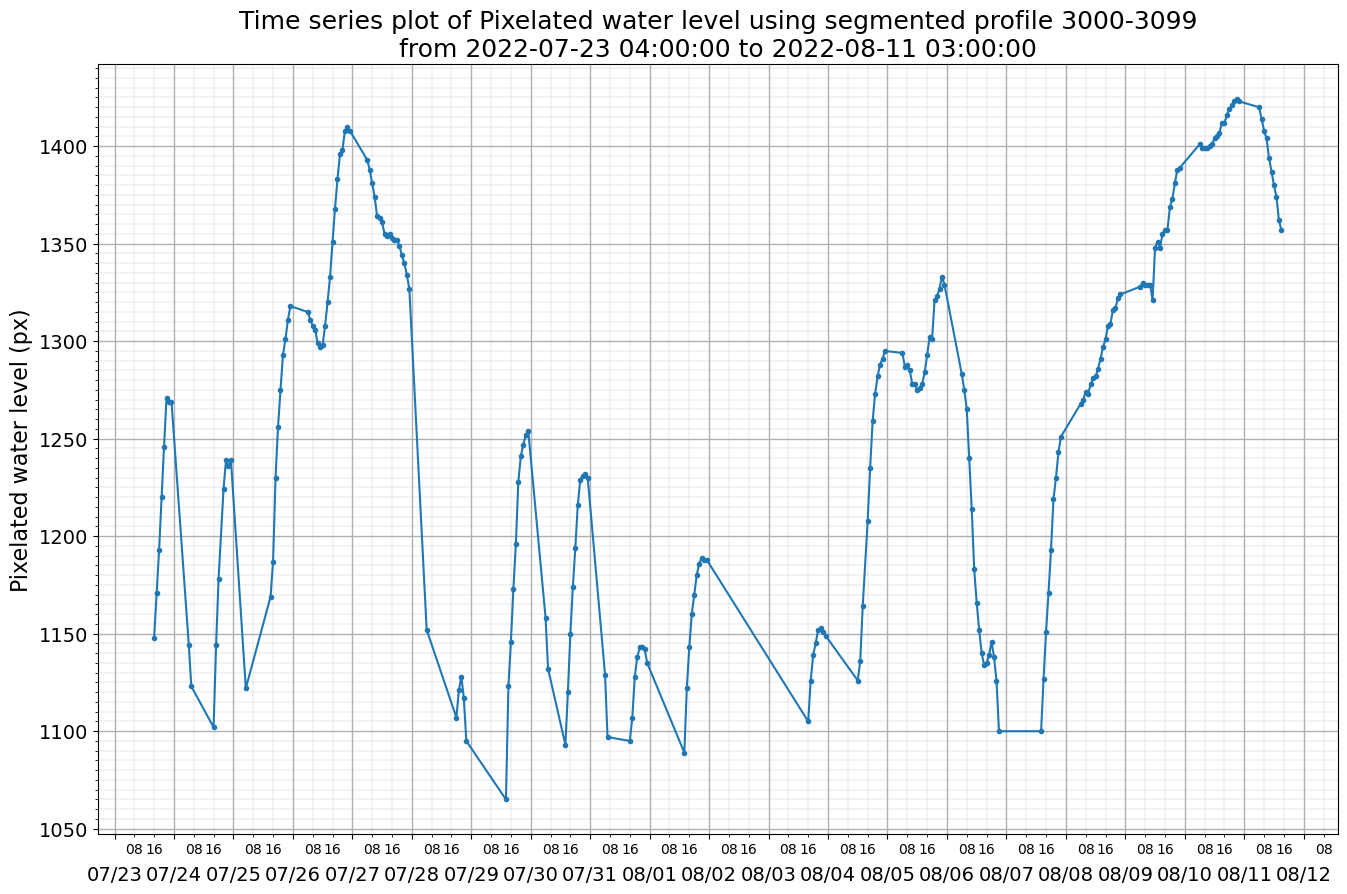 Time series plot of Pixelated water level using segmented profile 3000-3099
from 2022-07-23 04:00:00 to 2022-08-11 03:00:00
Pixelated water level (px)
1400
1350
1300
1250
1200
1150
1100
1050
08 16 08 16 08 16 08 16 08 16 08 16 08 16 08 16 08 16 08 16 08 16 08 16 08 16 08 16 08 16 08 16 08 16 08 16 08 16 08 16 08
07/23 07/24 07/25 07/26 07/27 07/28 07/29 07/30 07/31 08/01 08/02 08/03 08/04 08/05 08/06 08/07 08/08 08/09 08/10 08/11 08/12